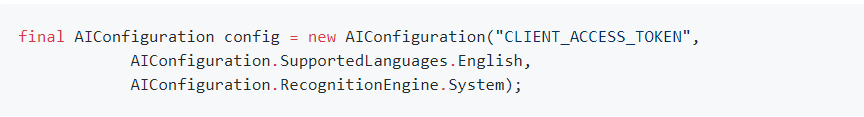 final AIConfiguration config = new AIConfiguration("CLIENT_ACCESS_TOKEN",
AIConfiguration.SupportedLanguages.English,
AIConfiguration.RecognitionEngine.System);